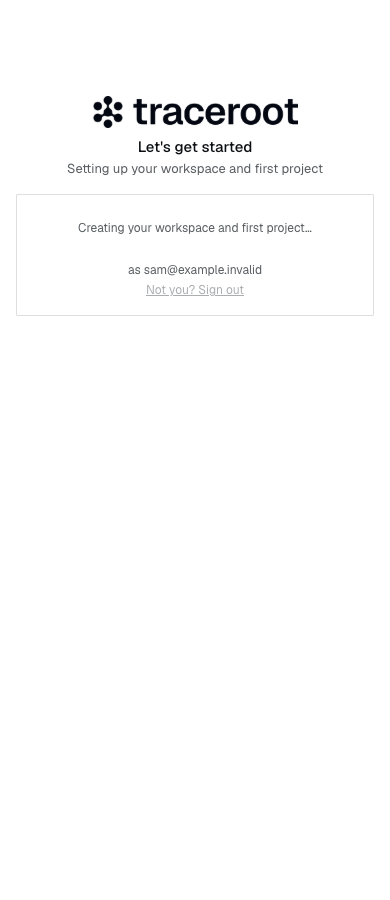 traceroot
Let's get started
Setting up your workspace and first project
Creating your workspace and first project...
as sam@example.invalid
Not you? Sign out